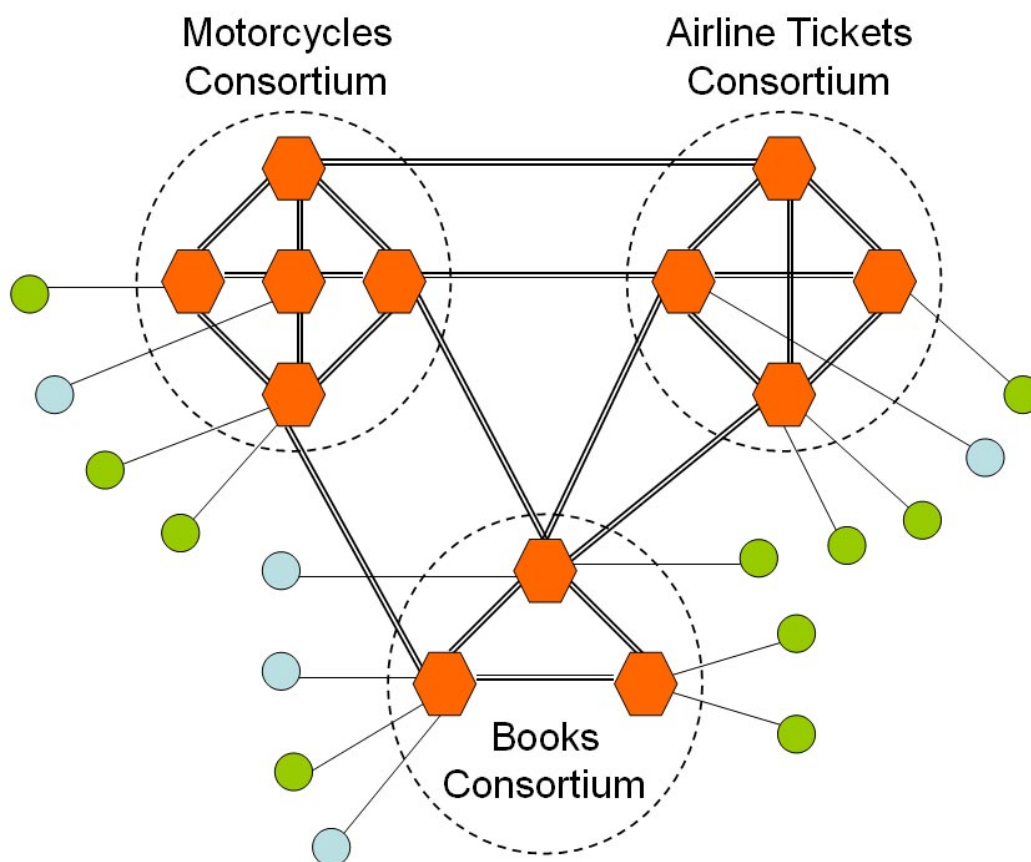 Motorcycles
Consortium
Airline Tickets
Consortium
Books
Consortium